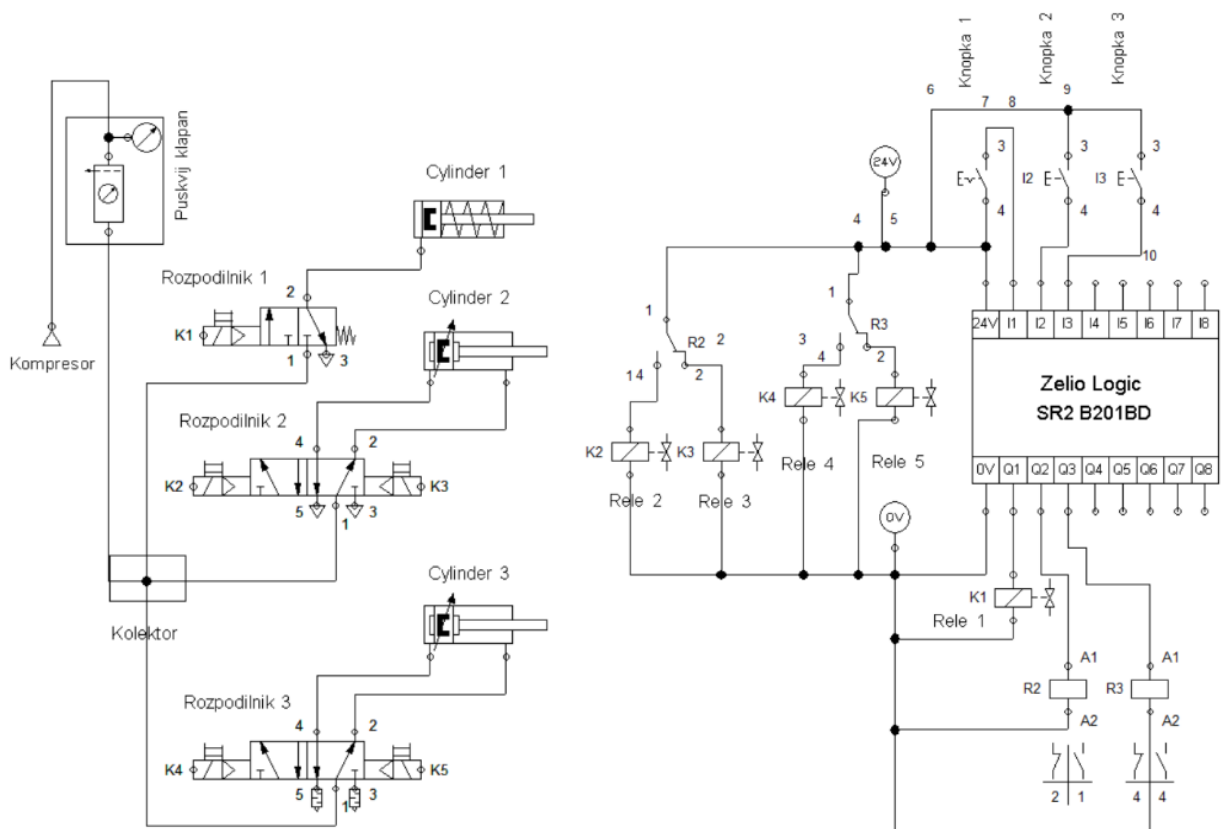 Puskvij klapan
Kompresor
Cylinder 1
Rozpodilnik 1
2
K1
1
3
Cylinder 2
Rozpodilnik 2
4
2
K2
K3
5
1
3
Kolektor
Cylinder 3
Rozpodilnik 3
4
2
K4
K5
5
1
3
Knopka 1
Knopka 2
Knopka 3
6
7
8
9
3
3
3
24V
I2
I3
4
4
4
4
5
10
1
1
R2
2
R3
3
4
2
14
2
K4
K5
K2
K3
Rele 4
Rele 5
Rele 2
Rele 3
0V
24V I1 I2 I3 I4 I5 I6 I7 I8
Zelio Logic
SR2 B201BD
0V Q1 Q2 Q3 Q4 Q5 Q6 Q7 Q8
K1
Rele 1
A1
A1
R2
R3
A2
A2
2 1
4 4